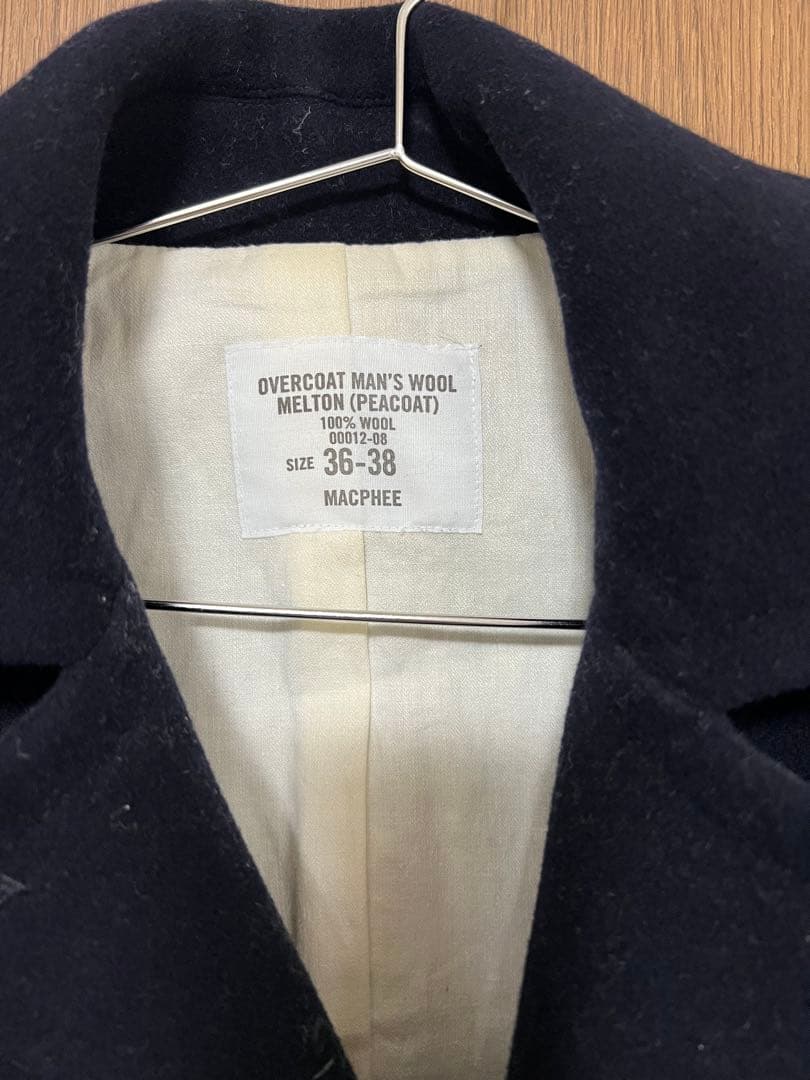 OVERCOAT MAN'S WOOL
MELTON (PEACOAT)
100% WOOL
00012-08
SIZE 36-38
MACPHEE